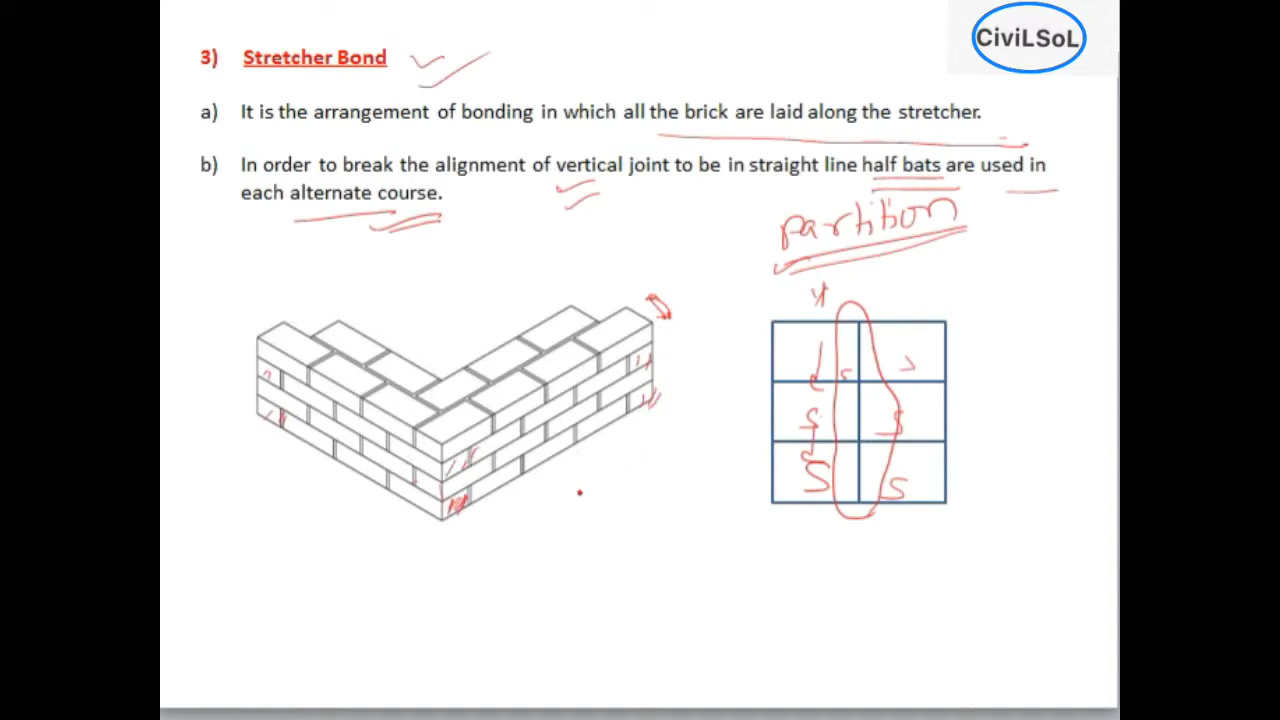 CiviLSoL
3) Stretcher Bond
a) It is the arrangement of bonding in which all the brick are laid along the stretcher.
b) In order to break the alignment of vertical joint to be in straight line half bats are used in
each alternate course.
partition
S
S S
S S